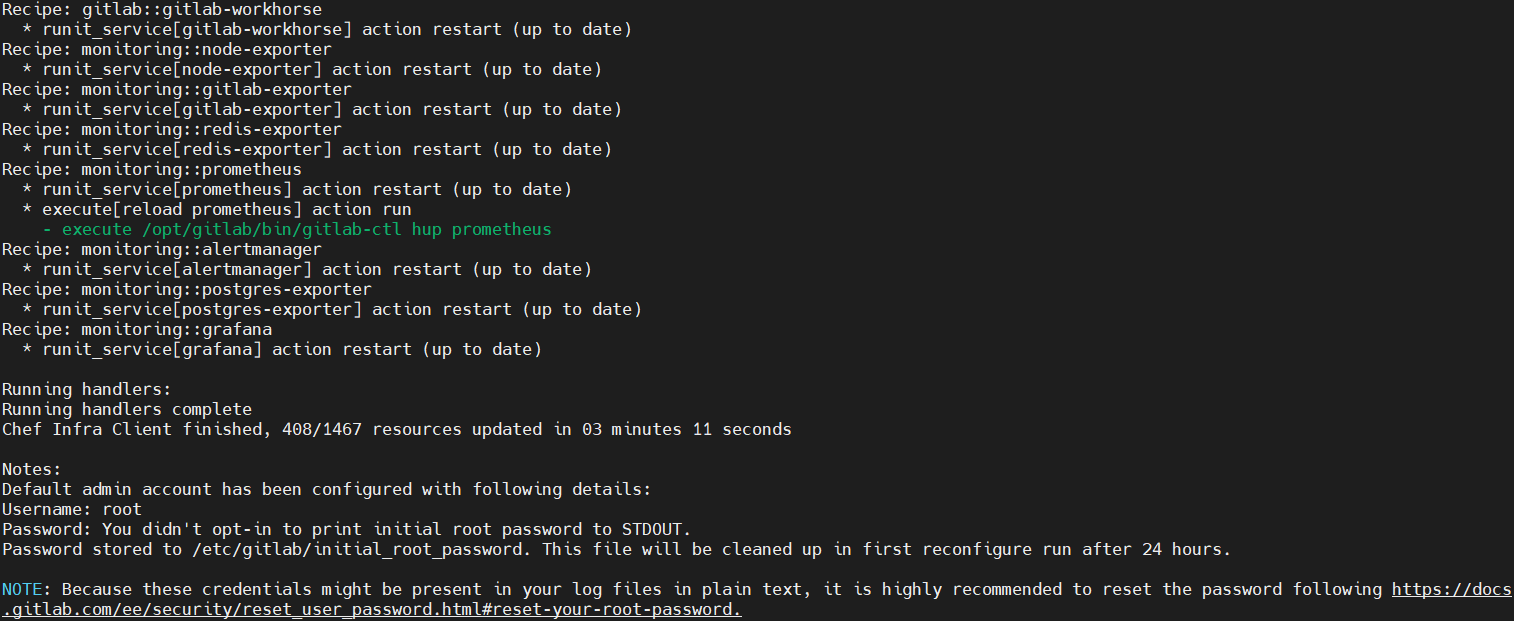 Recipe: gitlab::gitlab-workhorse
  * runit_service[gitlab-workhorse] action restart (up to date)
Recipe: monitoring::node-exporter
  * runit_service[node-exporter] action restart (up to date)
Recipe: monitoring::gitlab-exporter
  * runit_service[gitlab-exporter] action restart (up to date)
Recipe: monitoring::redis-exporter
  * runit_service[redis-exporter] action restart (up to date)
Recipe: monitoring::prometheus
  * runit_service[prometheus] action restart (up to date)
  * execute[reload prometheus] action run
    - execute /opt/gitlab/bin/gitlab-ctl hup prometheus
Recipe: monitoring::alertmanager
  * runit_service[alertmanager] action restart (up to date)
Recipe: monitoring::postgres-exporter
  * runit_service[postgres-exporter] action restart (up to date)
Recipe: monitoring::grafana
  * runit_service[grafana] action restart (up to date)

Running handlers:
Running handlers complete
Chef Infra Client finished, 408/1467 resources updated in 03 minutes 11 seconds

Notes:
Default admin account has been configured with following details:
Username: root
Password: You didn't opt-in to print initial root password to STDOUT.
Password stored to /etc/gitlab/initial_root_password. This file will be cleaned up in first reconfigure run after 24 hours.

NOTE: Because these credentials might be present in your log files in plain text, it is highly recommended to reset the password following https://docs
.gitlab.com/ee/security/reset_user_password.html#reset-your-root-password.